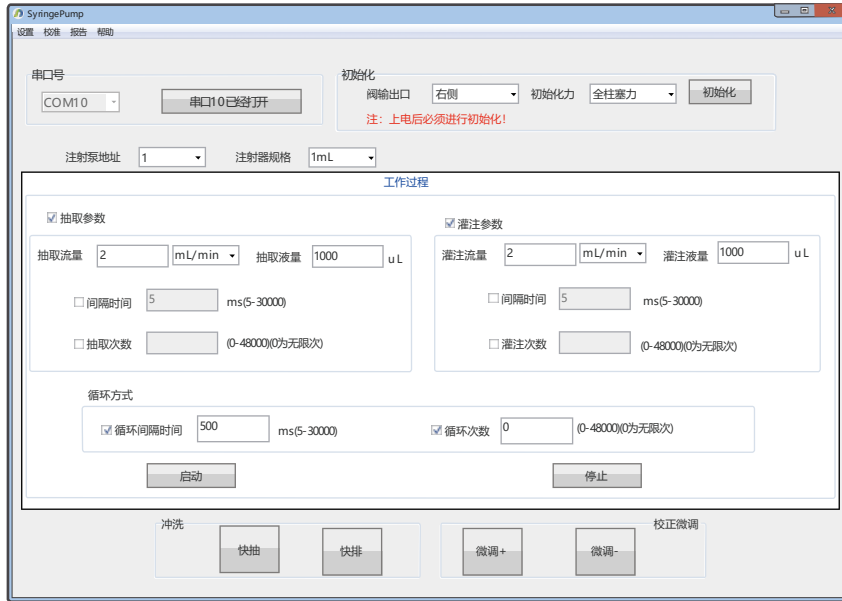 SyringePump
设置 校准 报告 帮助
串口号
COM10
串口10已经打开
初始化
阀输出口 右侧 初始化力 全柱塞力 初始化
注：上电后必须进行初始化！
注射泵地址 1 注射器规格 1mL
工作过程
抽取参数
抽取流量 2 mL/min 抽取液量 1000 uL
间隔时间 5 ms(5-30000)
抽取次数 (0-48000)(0为无限次)
灌注参数
灌注流量 2 mL/min 灌注液量 1000 uL
间隔时间 5 ms(5-30000)
灌注次数 (0-48000)(0为无限次)
循环方式
循环间隔时间 500 ms(5-30000) 循环次数 0 (0-48000)(0为无限次)
启动 停止
冲洗
快抽 快排
校正微调
微调+ 微调-